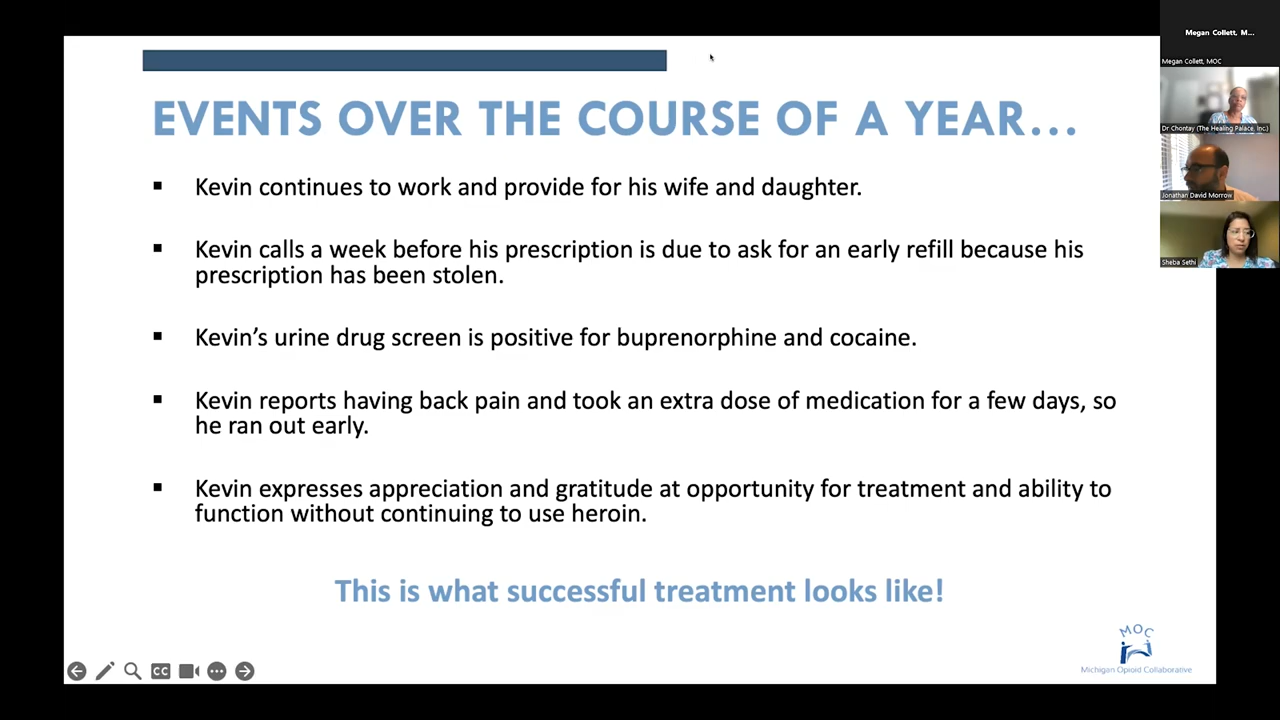 EVENTS OVER THE COURSE OF A YEAR...
▪ Kevin continues to work and provide for his wife and daughter.
▪ Kevin calls a week before his prescription is due to ask for an early refill because his
prescription has been stolen.
▪ Kevin's urine drug screen is positive for buprenorphine and cocaine.
▪ Kevin reports having back pain and took an extra dose of medication for a few days, so
he ran out early.
▪ Kevin expresses appreciation and gratitude at opportunity for treatment and ability to
function without continuing to use heroin.
This is what successful treatment looks like!
MOC
Michigan Opioid Collaborative
CC
Megan Collett, M...
Megan Collett, MOC
Dr Chontay (The Healing Palace, Inc.)
Jonathan David Morrow
Sheba Sethi